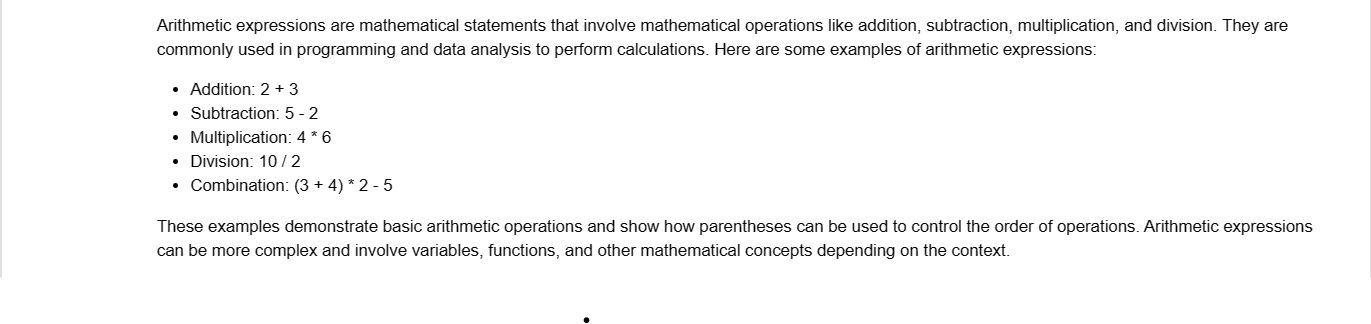 Arithmetic expressions are mathematical statements that involve mathematical operations like addition, subtraction, multiplication, and division. They are
commonly used in programming and data analysis to perform calculations. Here are some examples of arithmetic expressions:
• Addition: 2 + 3
• Subtraction: 5 - 2
• Multiplication: 4 * 6
• Division: 10 / 2
• Combination: (3 + 4) * 2 - 5
These examples demonstrate basic arithmetic operations and show how parentheses can be used to control the order of operations. Arithmetic expressions
can be more complex and involve variables, functions, and other mathematical concepts depending on the context.
•